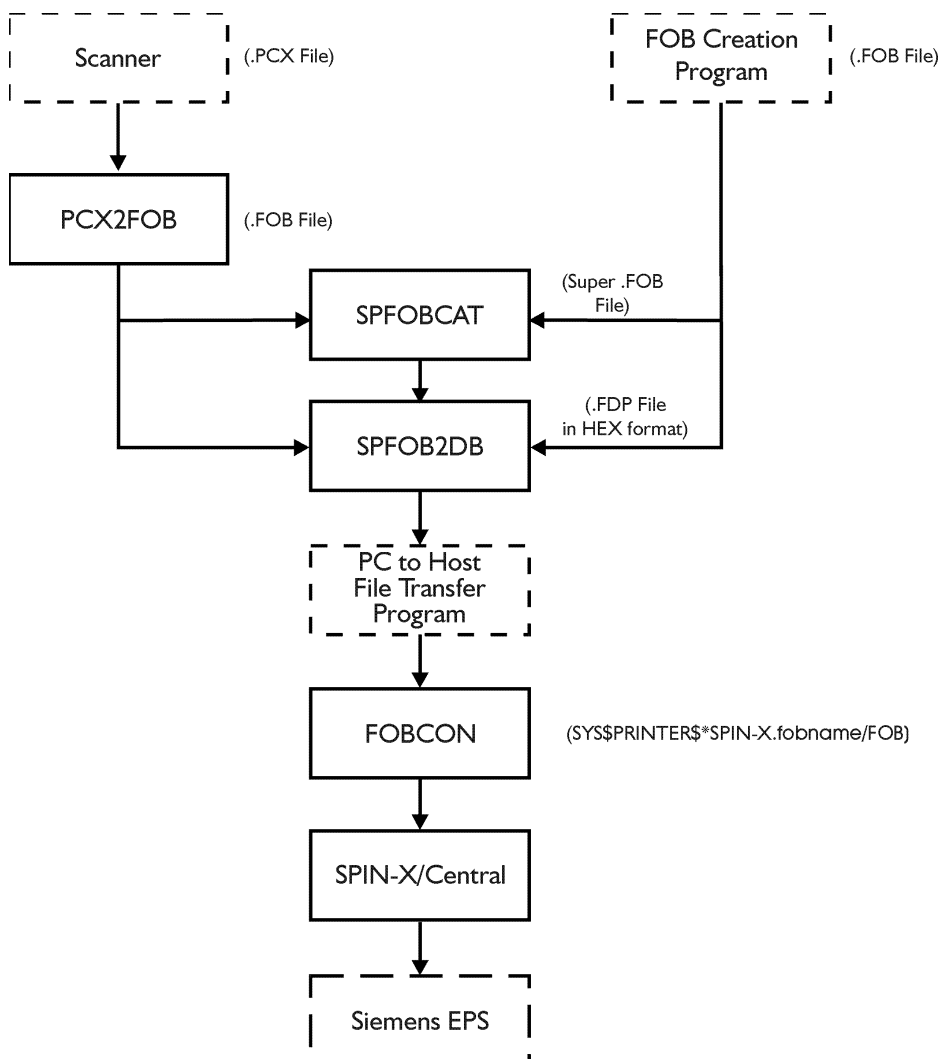 Scanner
(.PCX File)
FOB Creation
Program
(.FOB File)
PCX2FOB
(.FOB File)
SPFOBCAT
(Super .FOB
File)
SPFOB2DB
(.FDP File
in HEX format)
PC to Host
File Transfer
Program
FOBCON
(SYS$PRINTER$*SPIN-X.fobname/FOB)
SPIN-X/Central
Siemens EPS